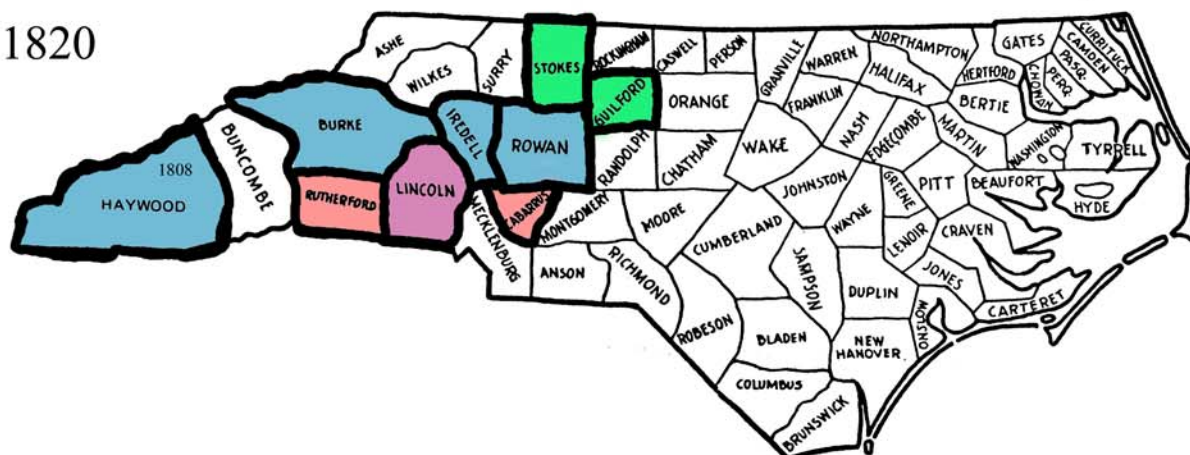 1820
ASHE
WILKES
SURRY
STOKES
ROCKINGHAM
CASWELL
PERSON
GRANVILLE
WARREN
NORTHAMPTON
HALIFAX
HERTFORD
GATES
CURRITUCK
CAMDEN
PASQ.
PERQ.
CHOWAN
BERTIE
BURKE
IREDELL
ROWAN
GUILFORD
ORANGE
FRANKLIN
NASH
EDGECOMBE
MARTIN
WASHINGTON
TYRRELL
1808
HAYWOOD
BUNCOMBE
RUTHERFORD
LINCOLN
CABARRUS
MECKLENBURG
RANDOLPH
CHATHAM
WAKE
JOHNSTON
GREENE
PITT
BEAUFORT
HYDE
MONTGOMERY
MOORE
CUMBERLAND
WAYNE
LENOIR
CRAVEN
ANSON
RICHMOND
SAMPSON
DUPLIN
JONES
CARTERET
ONSLOW
ROBESON
BLADEN
NEW
HANOVER
COLUMBUS
BRUNSWICK